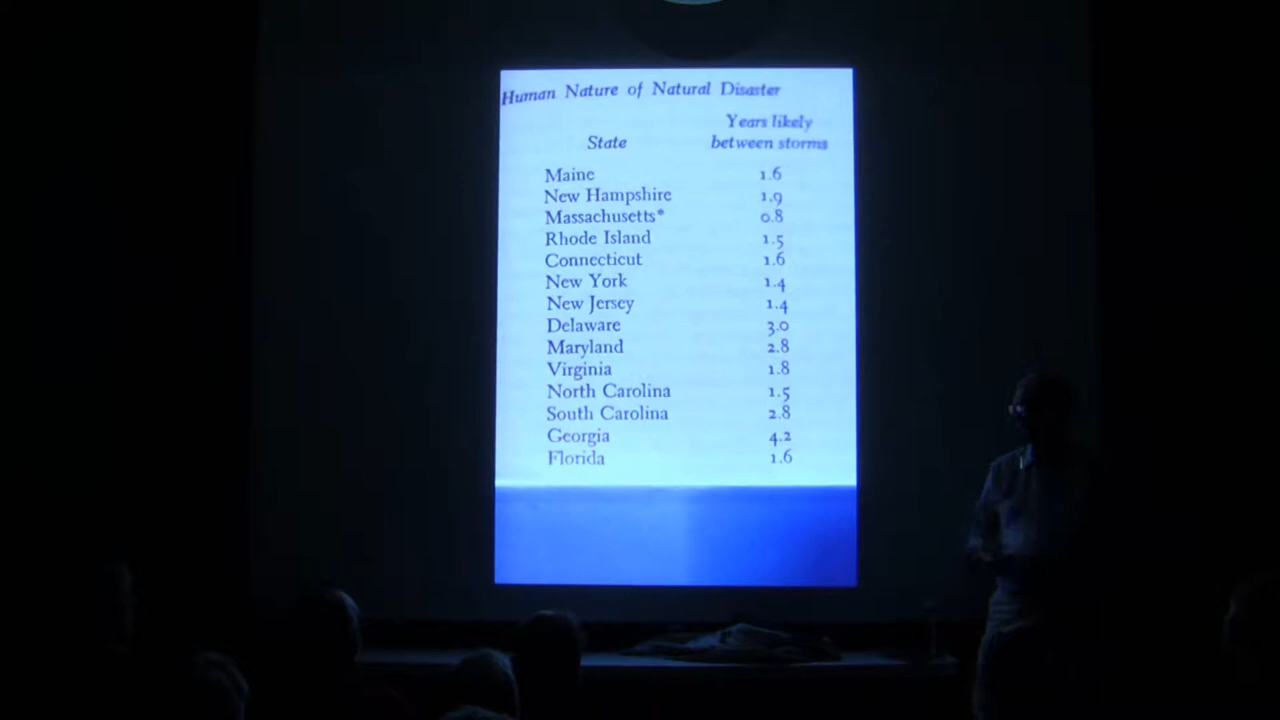 Human Nature of Natural Disaster
Years likely
State between storms
Maine 1.6
New Hampshire 1.9
Massachusetts* 0.8
Rhode Island 1.5
Connecticut 1.6
New York 1.4
New Jersey 1.4
Delaware 3.0
Maryland 2.8
Virginia 1.8
North Carolina 1.5
South Carolina 2.8
Georgia 4.2
Florida 1.6